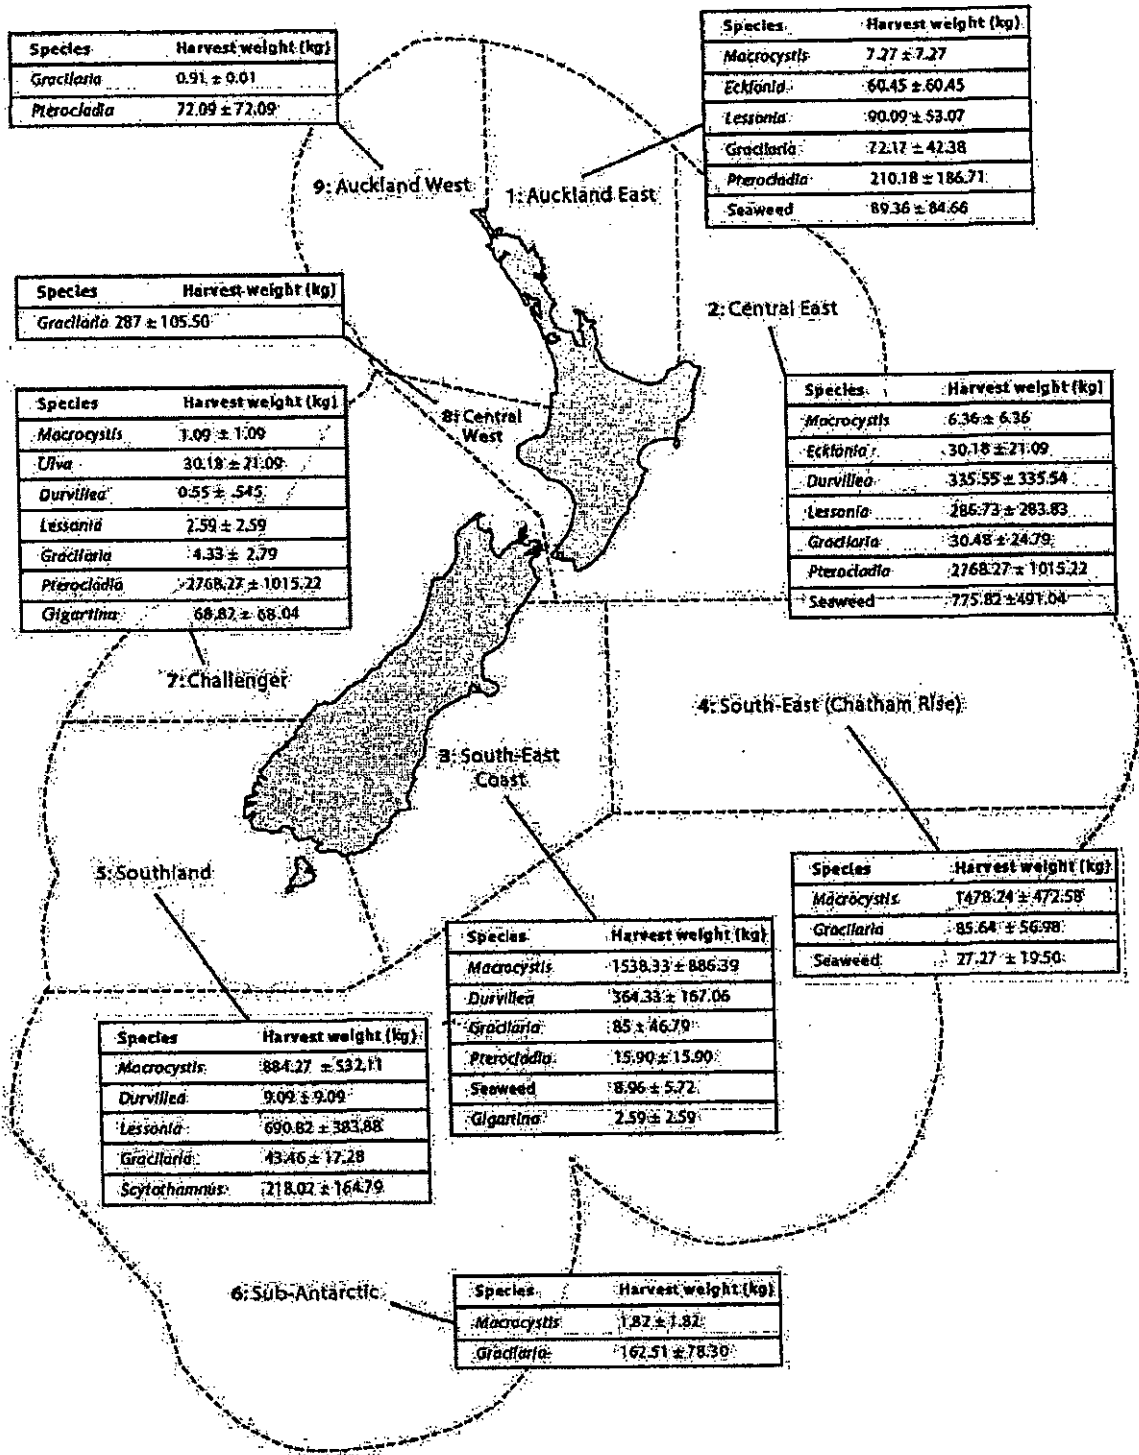 Species Harvest weight (kg)
Gracilaria 0.91 ± 0.01
Pterocladia 72.09 ± 72.09
9: Auckland West
Species Harvest weight (kg)
Macrocystis 7.27 ± 7.27
Ecklonia 60.45 ± 60.45
Lessonia 90.09 ± 53.07
Gracilaria 72.17 ± 42.38
Pterocladia 210.18 ± 186.71
Seaweed 89.36 ± 84.66
1: Auckland East
Species Harvest weight (kg)
Gracilaria 287 ± 105.50
8: Central
West
2: Central East
Species Harvest weight (kg)
Macrocystis 6.36 ± 6.36
Ecklonia 30.18 ± 21.09
Durvillea 335.55 ± 335.54
Lessonia 286.73 ± 283.83
Gracilaria 30.48 ± 24.79
Pterocladia 2768.27 ± 1015.22
Seaweed 775.82 ± 491.04
Species Harvest weight (kg)
Macrocystis 1.09 ± 1.09
Ulva 30.18 ± 21.09
Durvillea 0.55 ± .545
Lessonia 2.59 ± 2.59
Gracilaria 4.33 ± 2.79
Pterocladia 2768.27 ± 1015.22
Gigartina 68.82 ± 68.04
7: Challenger
4: South-East (Chatham Rise)
3: South-East
Coast
5: Southland
Species Harvest weight (kg)
Macrocystis 1478.24 ± 472.58
Gracilaria 85.64 ± 56.98
Seaweed 27.27 ± 19.50
Species Harvest weight (kg)
Macrocystis 1538.33 ± 886.39
Durvillea 364.33 ± 167.06
Gracilaria 85 ± 46.79
Pterocladia 15.90 ± 15.90
Seaweed 8.96 ± 5.72
Gigartina 2.59 ± 2.59
Species Harvest weight (kg)
Macrocystis 884.27 ± 532.11
Durvillea 9.09 ± 9.09
Lessonia 690.82 ± 383.88
Gracilaria 43.46 ± 17.28
Scytothamnus 218.02 ± 164.79
6: Sub-Antarctic
Species Harvest weight (kg)
Macrocystis 1.82 ± 1.82
Gracilaria 162.51 ± 78.30